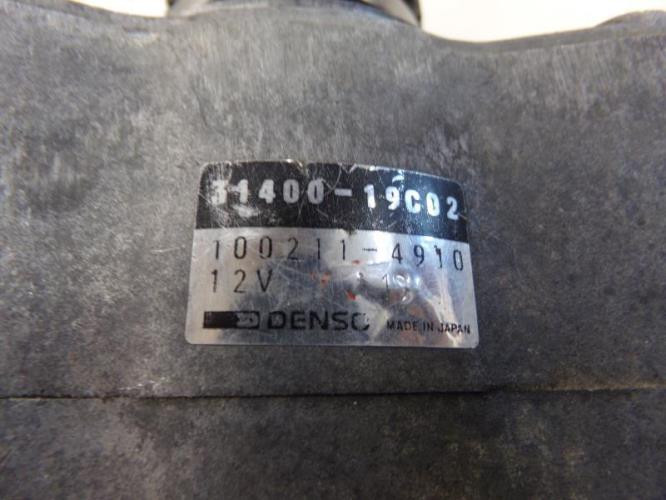 31400-19C02
100211-4910
12V
DENSO MADE IN JAPAN